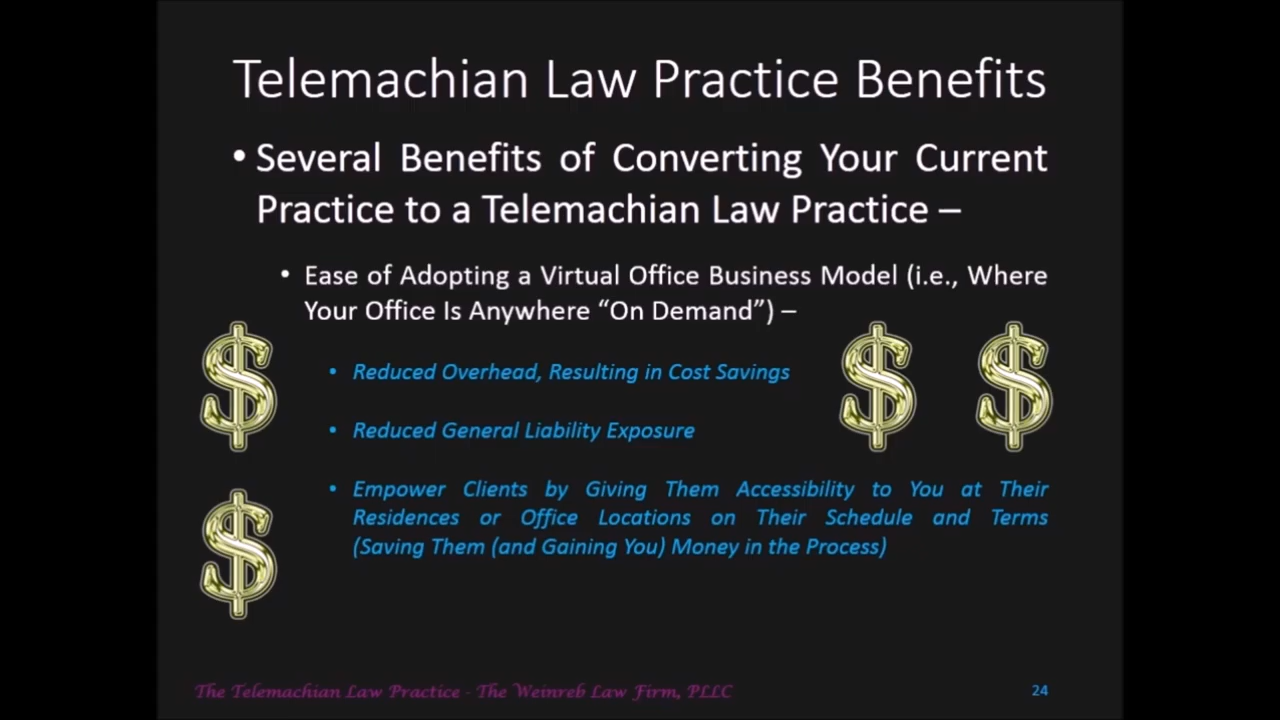 Telemachian Law Practice Benefits
• Several Benefits of Converting Your Current
Practice to a Telemachian Law Practice –
• Ease of Adopting a Virtual Office Business Model (i.e., Where
Your Office Is Anywhere “On Demand”) –
• Reduced Overhead, Resulting in Cost Savings
• Reduced General Liability Exposure
• Empower Clients by Giving Them Accessibility to You at Their
Residences or Office Locations on Their Schedule and Terms
(Saving Them (and Gaining You) Money in the Process)
The Telemachian Law Practice - The Weinreb Law Firm, PLLC
24